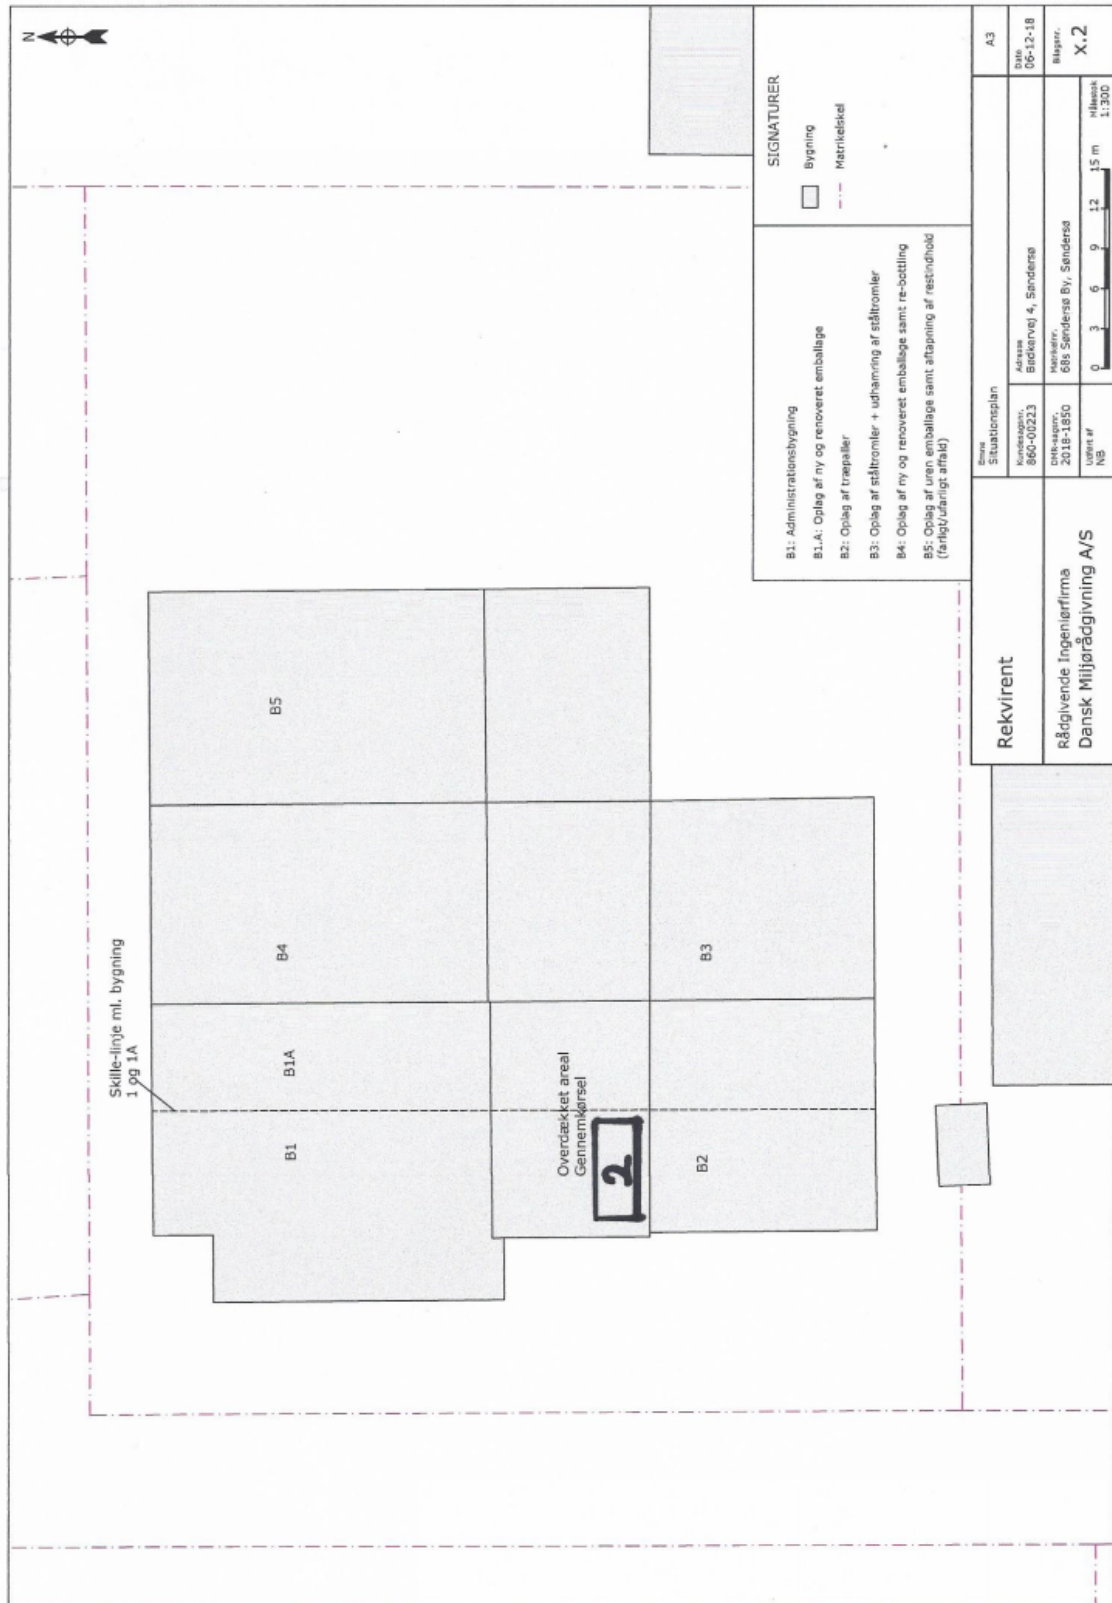 N
Skille-linje ml. bygning
1 og 1A
B1
B1A
B4
B5
Overdækket areal
Gennemkørsel
2
B2
B3
B1: Administrationsbygning
B1.A: Oplag af ny og renoveret emballage
B2: Oplag af træpaller
B3: Oplag af ståltromler + udhamring af ståltromler
B4: Oplag af ny og renoveret emballage samt re-bottling
B5: Oplag af uren emballage samt aftapning af restindhold
(farligt/ufarligt affald)
SIGNATURER
Bygning
Matrikelskel
Rekvirent
Rådgivende Ingeniørfirma
Dansk Miljørådgivning A/S
Emne
Situationsplan
A3
Kundesagsnr.
860-00223
Adresse
Bødkervej 4, Søndersø
Dato
06-12-18
DMR-sagsnr.
2018-1850
Matrikelnr.
68s Søndersø By, Søndersø
Bilagsnr.
X.2
Udført af
NB
0 3 6 9 12 15 m
Målestok
1:300